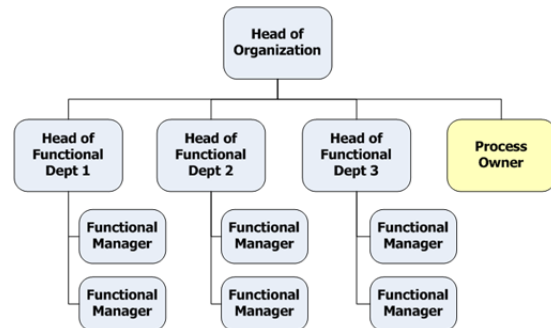 Head of
Organization
Head of
Functional
Dept 1
Head of
Functional
Dept 2
Head of
Functional
Dept 3
Process
Owner
Functional
Manager
Functional
Manager
Functional
Manager
Functional
Manager
Functional
Manager
Functional
Manager